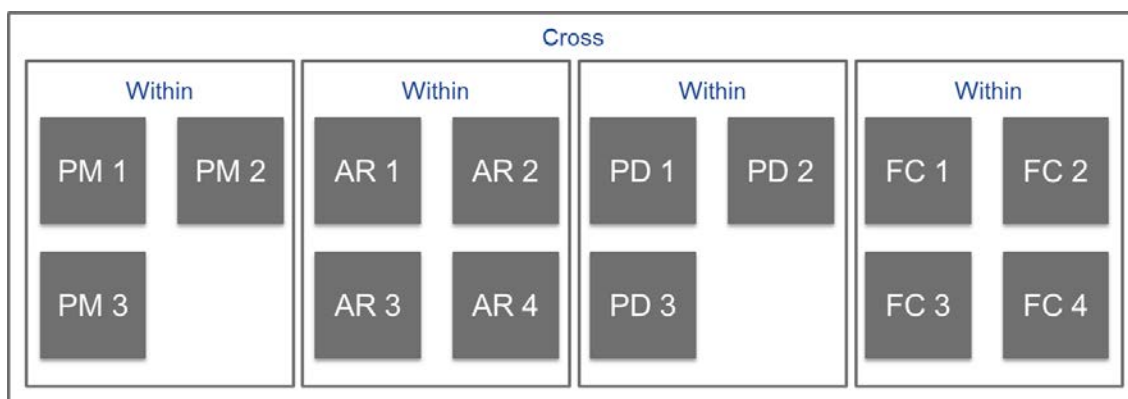 Cross
Within
PM 1 PM 2
PM 3
Within
AR 1 AR 2
AR 3 AR 4
Within
PD 1 PD 2
PD 3
Within
FC 1 FC 2
FC 3 FC 4